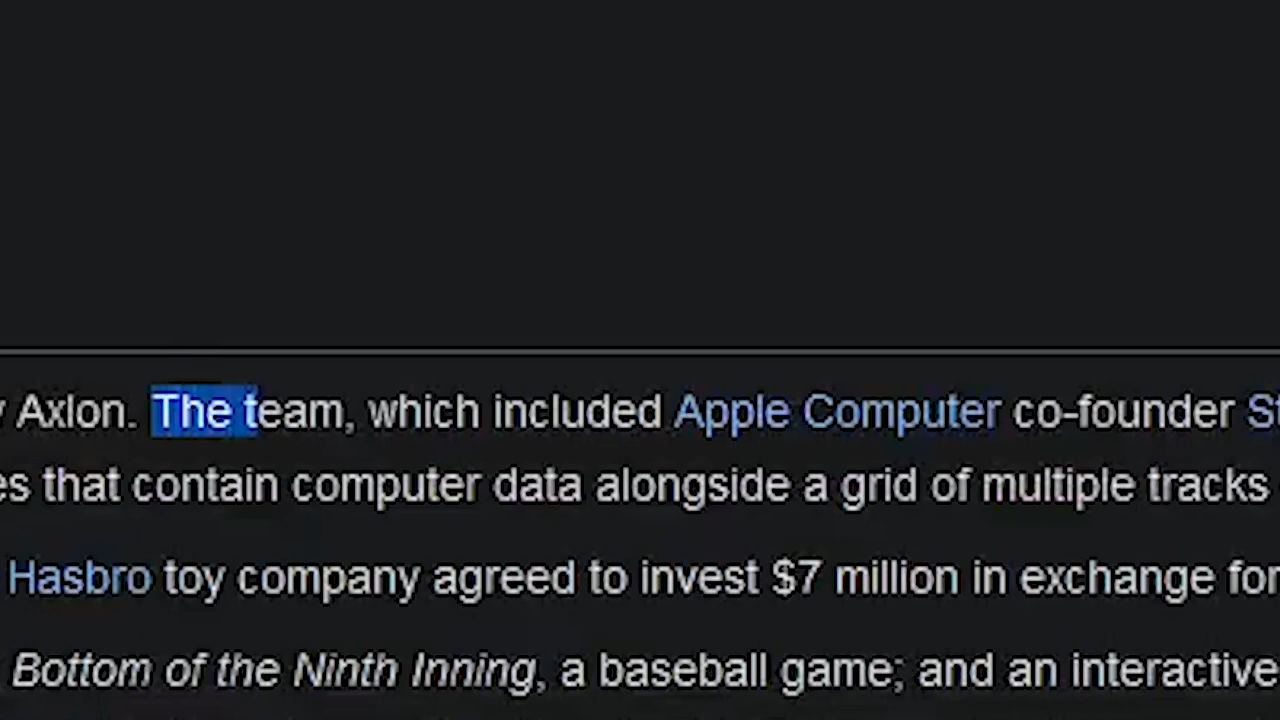 Axlon. The team, which included Apple Computer co-founder
that contain computer data alongside a grid of multiple tracks
Hasbro toy company agreed to invest $7 million in exchange for
Bottom of the Ninth Inning, a baseball game; and an interactive